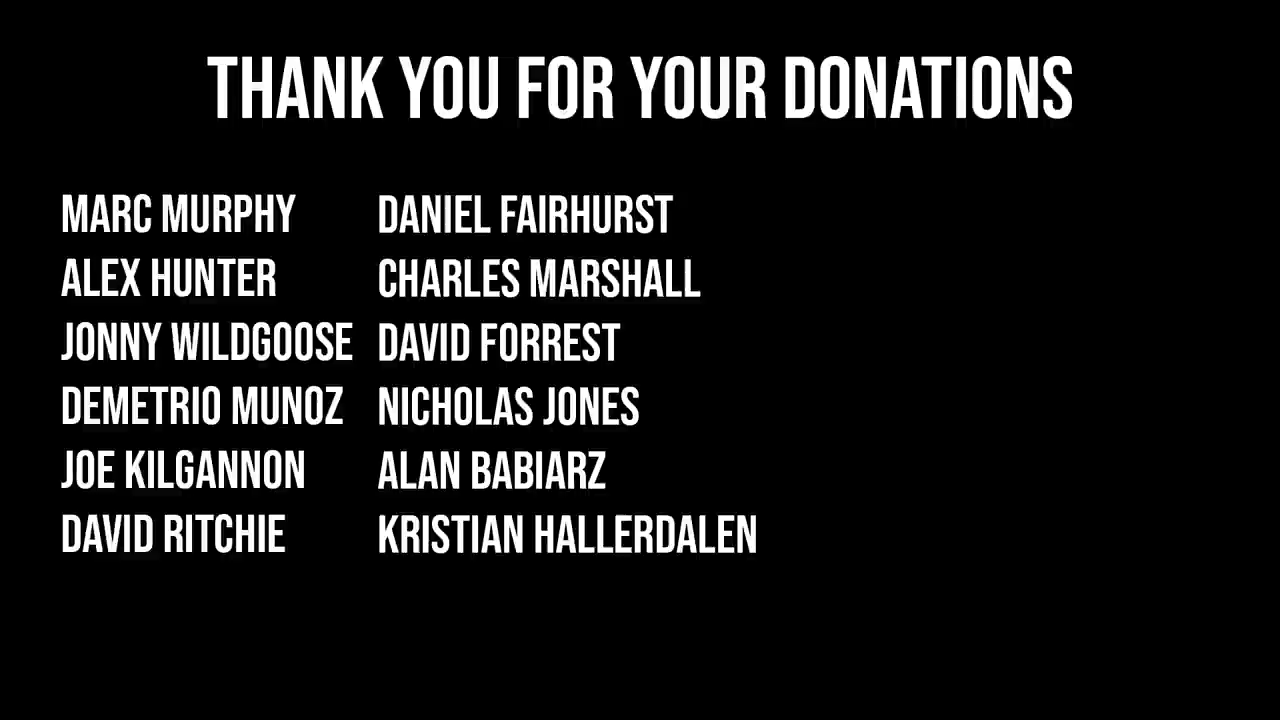 THANK YOU FOR YOUR DONATIONS
MARC MURPHY
ALEX HUNTER
JONNY WILDGOOSE
DEMETRIO MUNOZ
JOE KILGANNON
DAVID RITCHIE
DANIEL FAIRHURST
CHARLES MARSHALL
DAVID FORREST
NICHOLAS JONES
ALAN BABIARZ
KRISTIAN HALLERDALEN